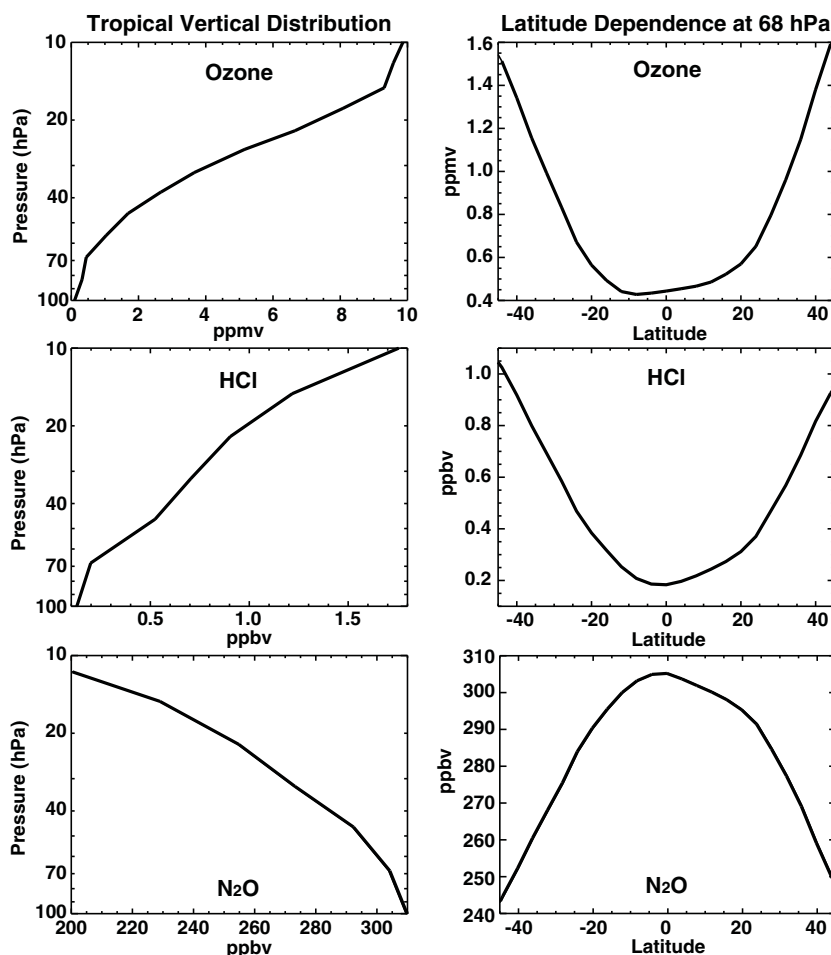 Tropical Vertical Distribution
Latitude Dependence at 68 hPa
Ozone
Pressure (hPa)
10
20
40
70
100
0 2 4 6 8 10
ppmv
Ozone
ppmv
1.6
1.4
1.2
1.0
0.8
0.6
0.4
-40 -20 0 20 40
Latitude
HCl
Pressure (hPa)
10
20
40
70
100
0.5 1.0 1.5
ppbv
HCl
ppbv
1.0
0.8
0.6
0.4
0.2
-40 -20 0 20 40
Latitude
N2O
Pressure (hPa)
10
20
40
70
100
200 220 240 260 280 300
ppbv
N2O
ppbv
310
300
290
280
270
260
250
240
-40 -20 0 20 40
Latitude